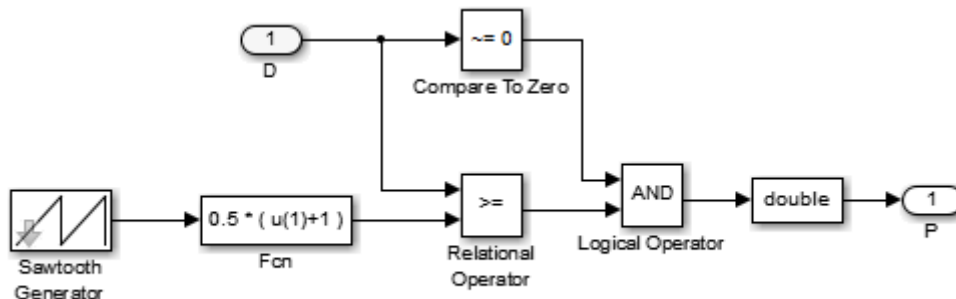 1
D
~= 0
Compare To Zero
Sawtooth
Generator
0.5 * ( u(1)+1 )
Fcn
>=
Relational
Operator
AND
Logical Operator
double
1
P